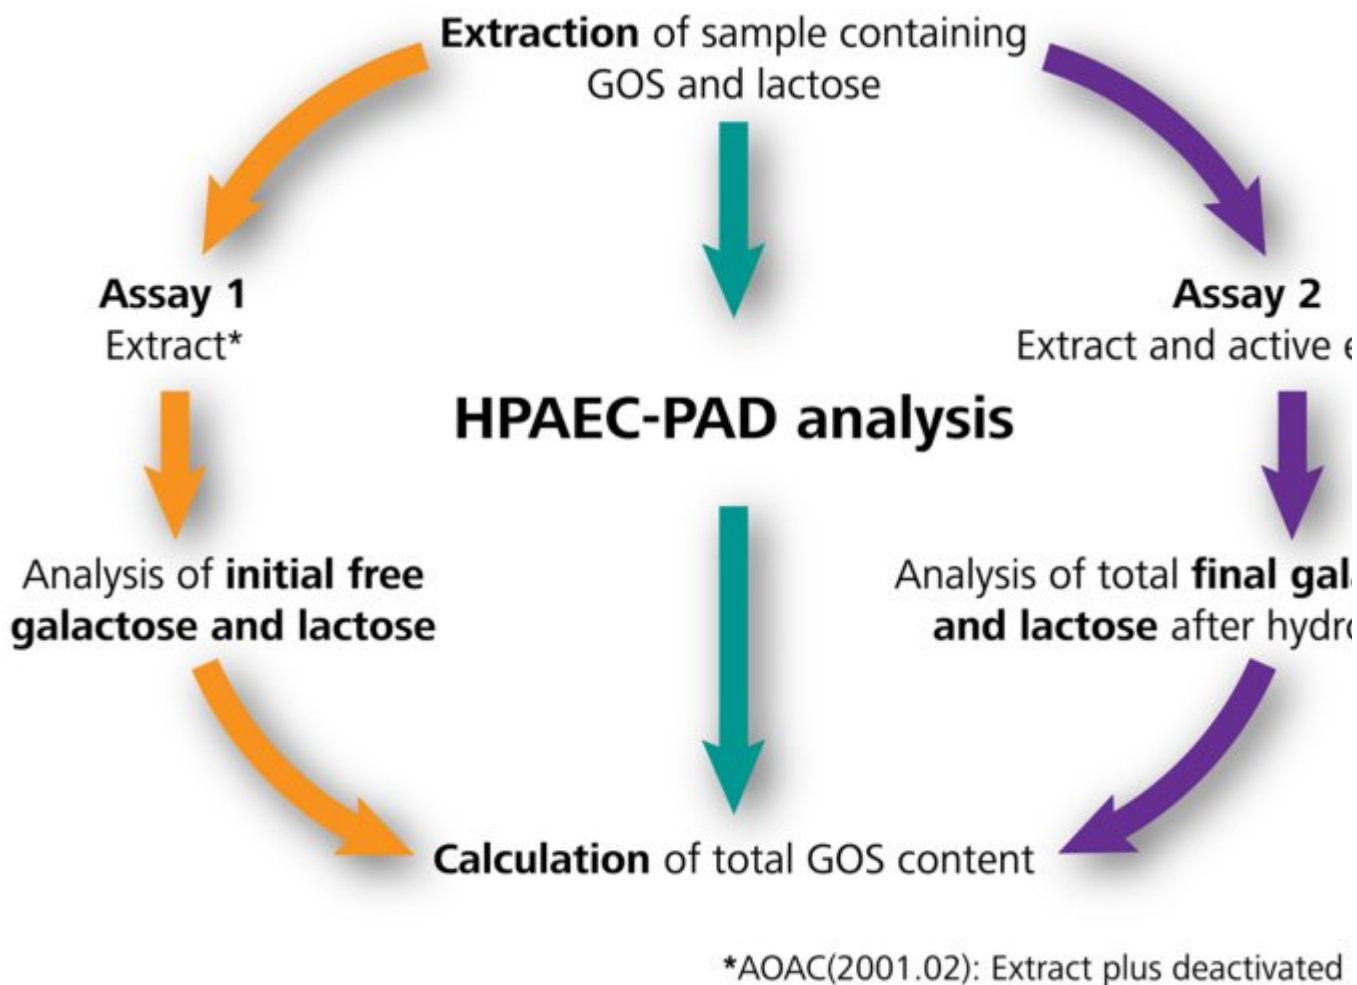 Extraction of sample containing
GOS and lactose
Assay 1
Extract*
Assay 2
Extract and active
HPAEC-PAD analysis
Analysis of initial free
galactose and lactose
Analysis of total final
and lactose after
Calculation of total GOS content
*AOAC(2001.02): Extract plus deactivated